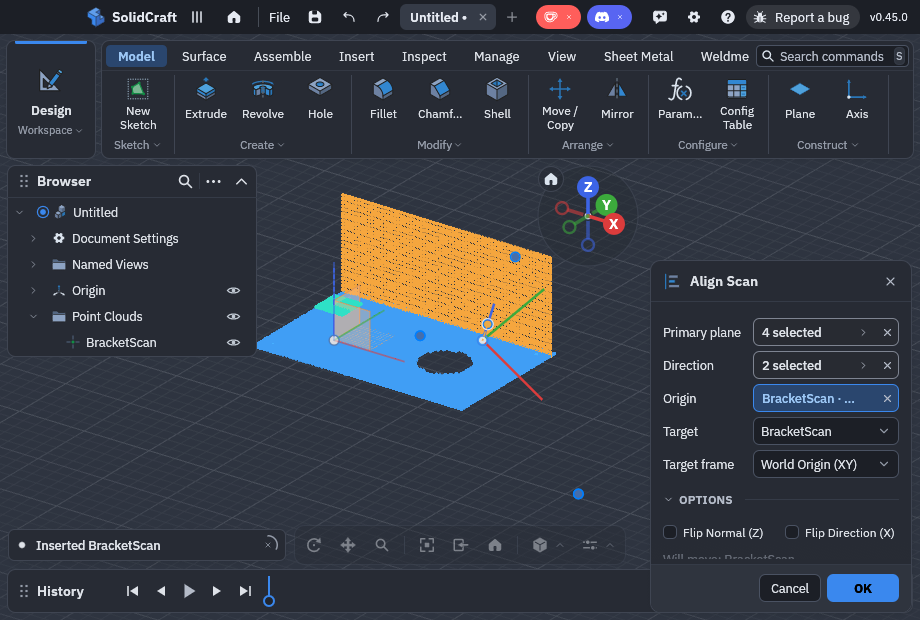 SolidCraft
File
Untitled •
Report a bug
v0.45.0
Design
Workspace
Model
Surface
Assemble
Insert
Inspect
Manage
View
Sheet Metal
Weldme
Search commands
S
New Sketch
Extrude
Revolve
Hole
Fillet
Chamf...
Shell
Move / Copy
Mirror
Param...
Config Table
Plane
Axis
Sketch
Create
Modify
Arrange
Configure
Construct
Browser
Untitled
Document Settings
Named Views
Origin
Point Clouds
BracketScan
Z
Y
X
Align Scan
Primary plane
4 selected
Direction
2 selected
Origin
BracketScan · ...
Target
BracketScan
Target frame
World Origin (XY)
OPTIONS
Flip Normal (Z)
Flip Direction (X)
Will move: BracketScan
Cancel
OK
Inserted BracketScan
History